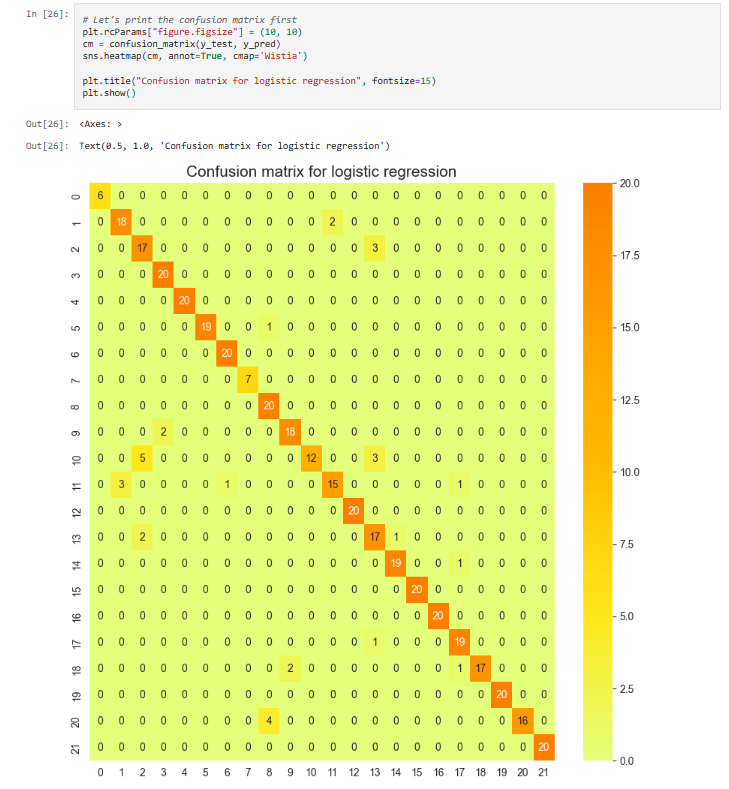 In [26]:
# Let's print the confusion matrix first
plt.rcParams["figure.figsize"] = (10, 10)
cm = confusion_matrix(y_test, y_pred)
sns.heatmap(cm, annot=True, cmap='Wistia')
plt.title("Confusion matrix for logistic regression", fontsize=15)
plt.show()
Out[26]: <Axes: >
Out[26]: Text(0.5, 1.0, 'Confusion matrix for logistic regression')
Confusion matrix for logistic regression
0 6 0 0 0 0 0 0 0 0 0 0 0 0 0 0 0 0 0 0 0 0 0
1 0 18 0 0 0 0 0 0 0 0 0 2 0 0 0 0 0 0 0 0 0 0
2 0 0 17 0 0 0 0 0 0 0 0 0 0 3 0 0 0 0 0 0 0 0
3 0 0 0 20 0 0 0 0 0 0 0 0 0 0 0 0 0 0 0 0 0 0
4 0 0 0 0 20 0 0 0 0 0 0 0 0 0 0 0 0 0 0 0 0 0
5 0 0 0 0 0 19 0 0 1 0 0 0 0 0 0 0 0 0 0 0 0 0
6 0 0 0 0 0 0 20 0 0 0 0 0 0 0 0 0 0 0 0 0 0 0
7 0 0 0 0 0 0 0 7 0 0 0 0 0 0 0 0 0 0 0 0 0 0
8 0 0 0 0 0 0 0 0 20 0 0 0 0 0 0 0 0 0 0 0 0 0
9 0 0 0 2 0 0 0 0 0 18 0 0 0 0 0 0 0 0 0 0 0 0
10 0 0 5 0 0 0 0 0 0 0 12 0 0 3 0 0 0 0 0 0 0 0
11 0 3 0 0 0 0 1 0 0 0 0 15 0 0 0 0 0 1 0 0 0 0
12 0 0 0 0 0 0 0 0 0 0 0 0 20 0 0 0 0 0 0 0 0 0
13 0 0 2 0 0 0 0 0 0 0 0 0 0 17 1 0 0 0 0 0 0 0
14 0 0 0 0 0 0 0 0 0 0 0 0 0 0 19 0 0 1 0 0 0 0
15 0 0 0 0 0 0 0 0 0 0 0 0 0 0 0 20 0 0 0 0 0 0
16 0 0 0 0 0 0 0 0 0 0 0 0 0 0 0 0 20 0 0 0 0 0
17 0 0 0 0 0 0 0 0 0 0 0 0 0 1 0 0 0 19 0 0 0 0
18 0 0 0 0 0 0 0 0 0 2 0 0 0 0 0 0 0 1 17 0 0 0
19 0 0 0 0 0 0 0 0 0 0 0 0 0 0 0 0 0 0 0 20 0 0
20 0 0 0 0 0 0 0 0 4 0 0 0 0 0 0 0 0 0 0 0 16 0
21 0 0 0 0 0 0 0 0 0 0 0 0 0 0 0 0 0 0 0 0 0 20
0 1 2 3 4 5 6 7 8 9 10 11 12 13 14 15 16 17 18 19 20 21
20.0
17.5
15.0
12.5
10.0
7.5
5.0
2.5
0.0